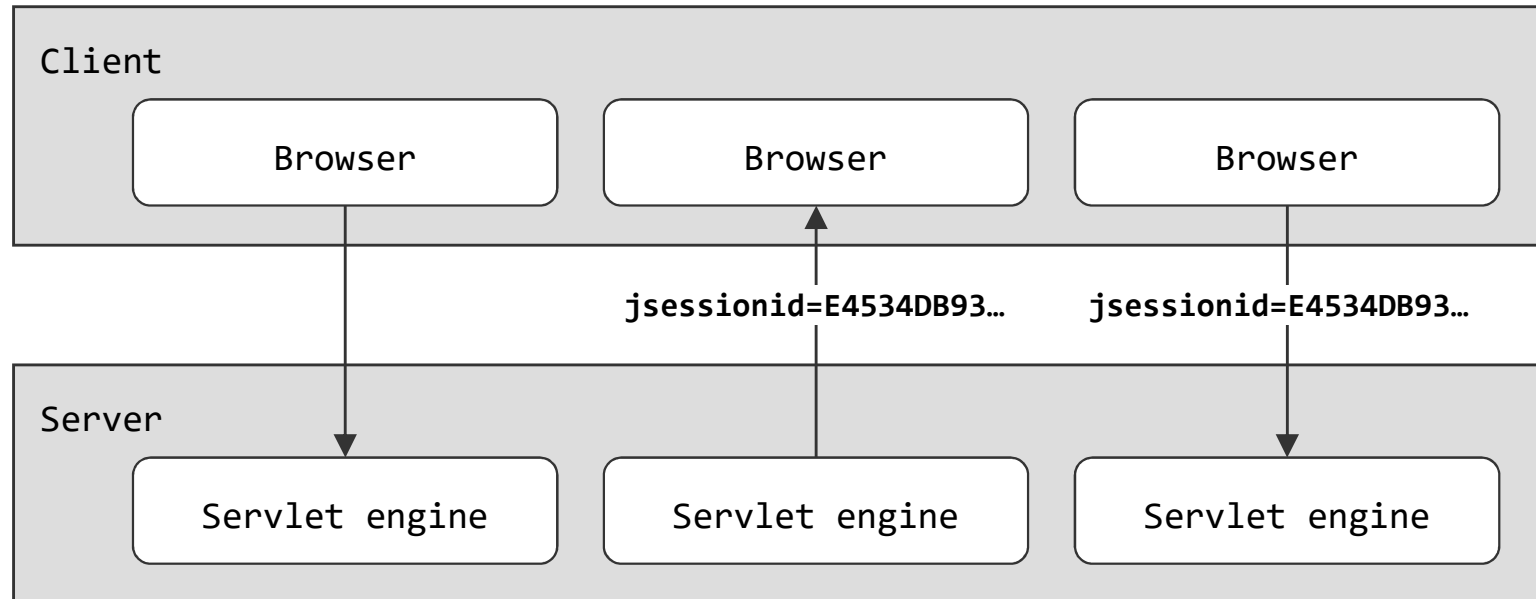 Client
Browser
Browser
Browser
jsessionid=E4534DB93…
jsessionid=E4534DB93…
Server
Servlet engine
Servlet engine
Servlet engine